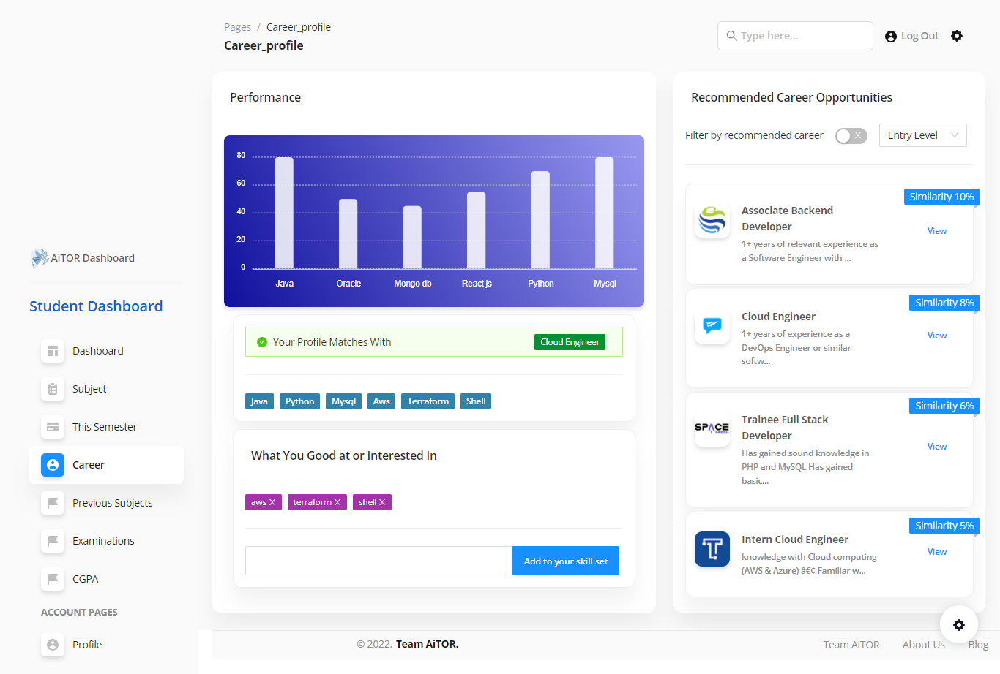 Pages / Career_profile
Career_profile
Type here...
Log Out
AiTOR Dashboard
Student Dashboard
Dashboard
Subject
This Semester
Career
Previous Subjects
Examinations
CGPA
ACCOUNT PAGES
Profile
Performance
80
60
40
20
0
Java Oracle Mongo db React js Python Mysql
Your Profile Matches With Cloud Engineer
Java Python Mysql Aws Terraform Shell
What You Good at or Interested In
aws X terraform X shell X
Add to your skill set
Recommended Career Opportunities
Filter by recommended career
Entry Level
Similarity 10%
Associate Backend
Developer
1+ years of relevant experience as
a Software Engineer with ...
View
Similarity 8%
Cloud Engineer
1+ years of experience as a
DevOps Engineer or similar
softw...
View
Similarity 6%
SPACE
Trainee Full Stack
Developer
Has gained sound knowledge in
PHP and MySQL Has gained
basic...
View
Similarity 5%
Intern Cloud Engineer
knowledge with Cloud computing
(AWS & Azure) â€¢ Familiar w...
View
© 2022, Team AiTOR.
Team AiTOR About Us Blog